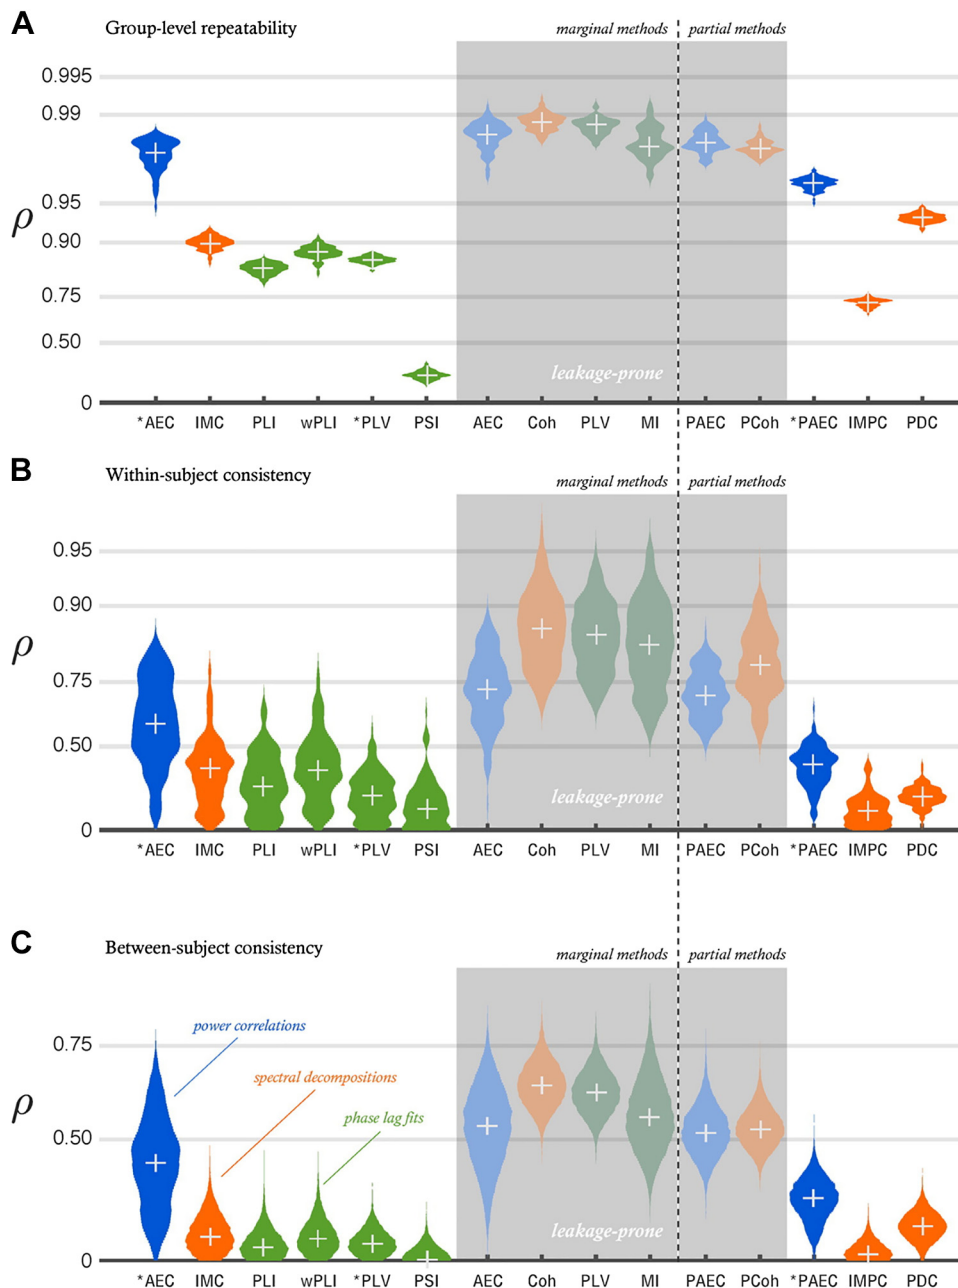 A
Group-level repeatability
marginal methods
partial methods
0.995
0.99
0.95
ρ
0.90
0.75
0.50
leakage-prone
0
*AEC IMC PLI wPLI *PLV PSI AEC Coh PLV MI PAEC PCoh *PAEC IMPC PDC
B
Within-subject consistency
marginal methods
partial methods
0.95
0.90
ρ
0.75
0.50
leakage-prone
0
*AEC IMC PLI wPLI *PLV PSI AEC Coh PLV MI PAEC PCoh *PAEC IMPC PDC
C
Between-subject consistency
marginal methods
partial methods
power correlations
0.75
spectral decompositions
ρ
phase lag fits
0.50
leakage-prone
0
*AEC IMC PLI wPLI *PLV PSI AEC Coh PLV MI PAEC PCoh *PAEC IMPC PDC